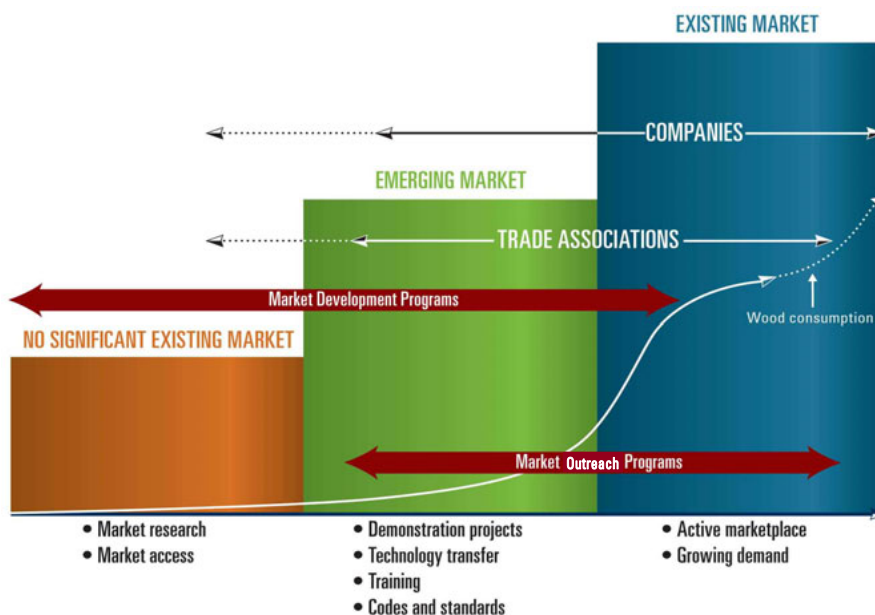 EXISTING MARKET
COMPANIES
EMERGING MARKET
TRADE ASSOCIATIONS
Market Development Programs
Wood consumption
NO SIGNIFICANT EXISTING MARKET
Market Outreach Programs
• Market research
• Market access
• Demonstration projects
• Technology transfer
• Training
• Codes and standards
• Active marketplace
• Growing demand